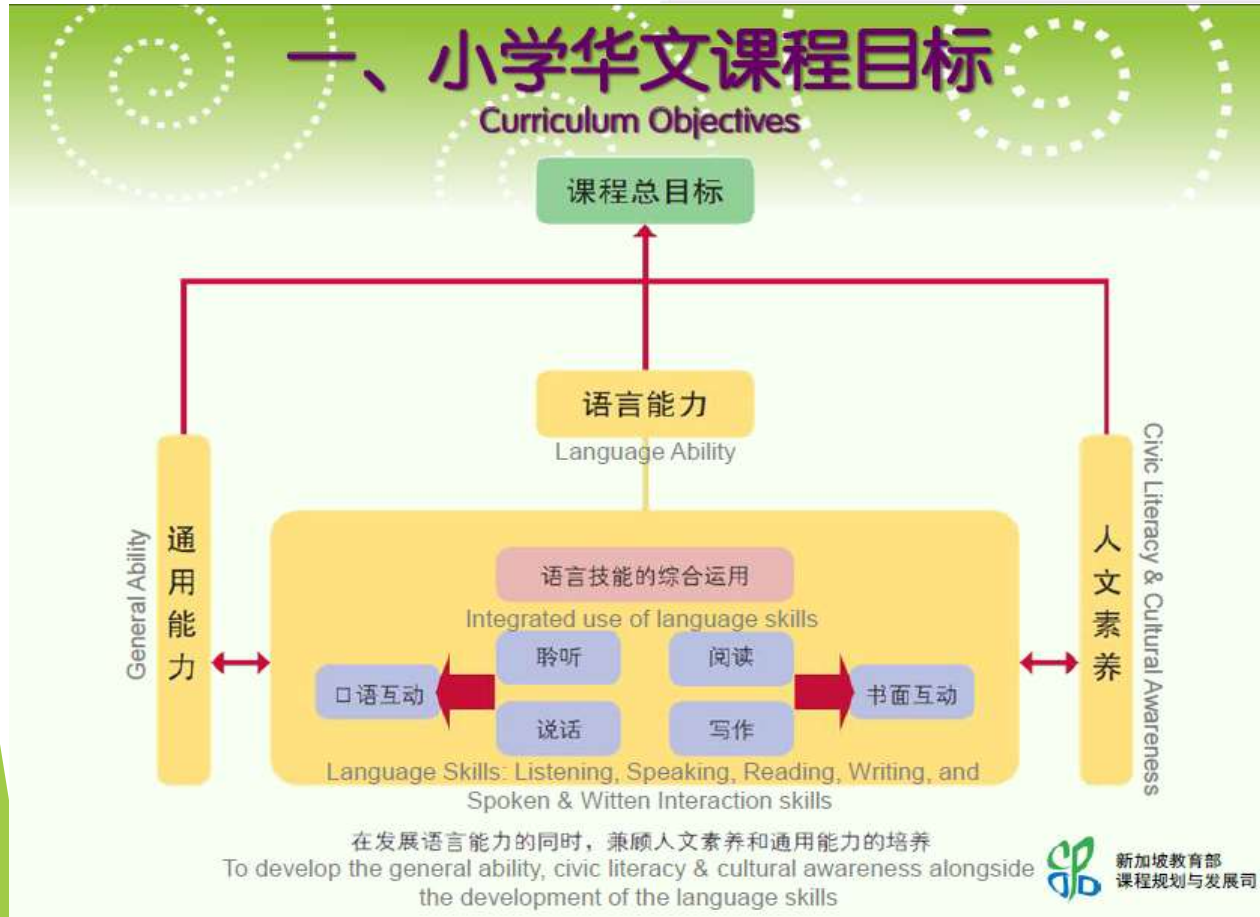 一、小学华文课程目标
Curriculum Objectives
课程总目标
语言能力
Language Ability
General Ability
通用能力
语言技能的综合运用
Integrated use of language skills
聆听
阅读
口语互动
书面互动
说话
写作
Language Skills: Listening, Speaking, Reading, Writing, and
Spoken & Witten Interaction skills
人文素养
Civic Literacy & Cultural Awareness
在发展语言能力的同时，兼顾人文素养和通用能力的培养
To develop the general ability, civic literacy & cultural awareness alongside
the development of the language skills
新加坡教育部
课程规划与发展司